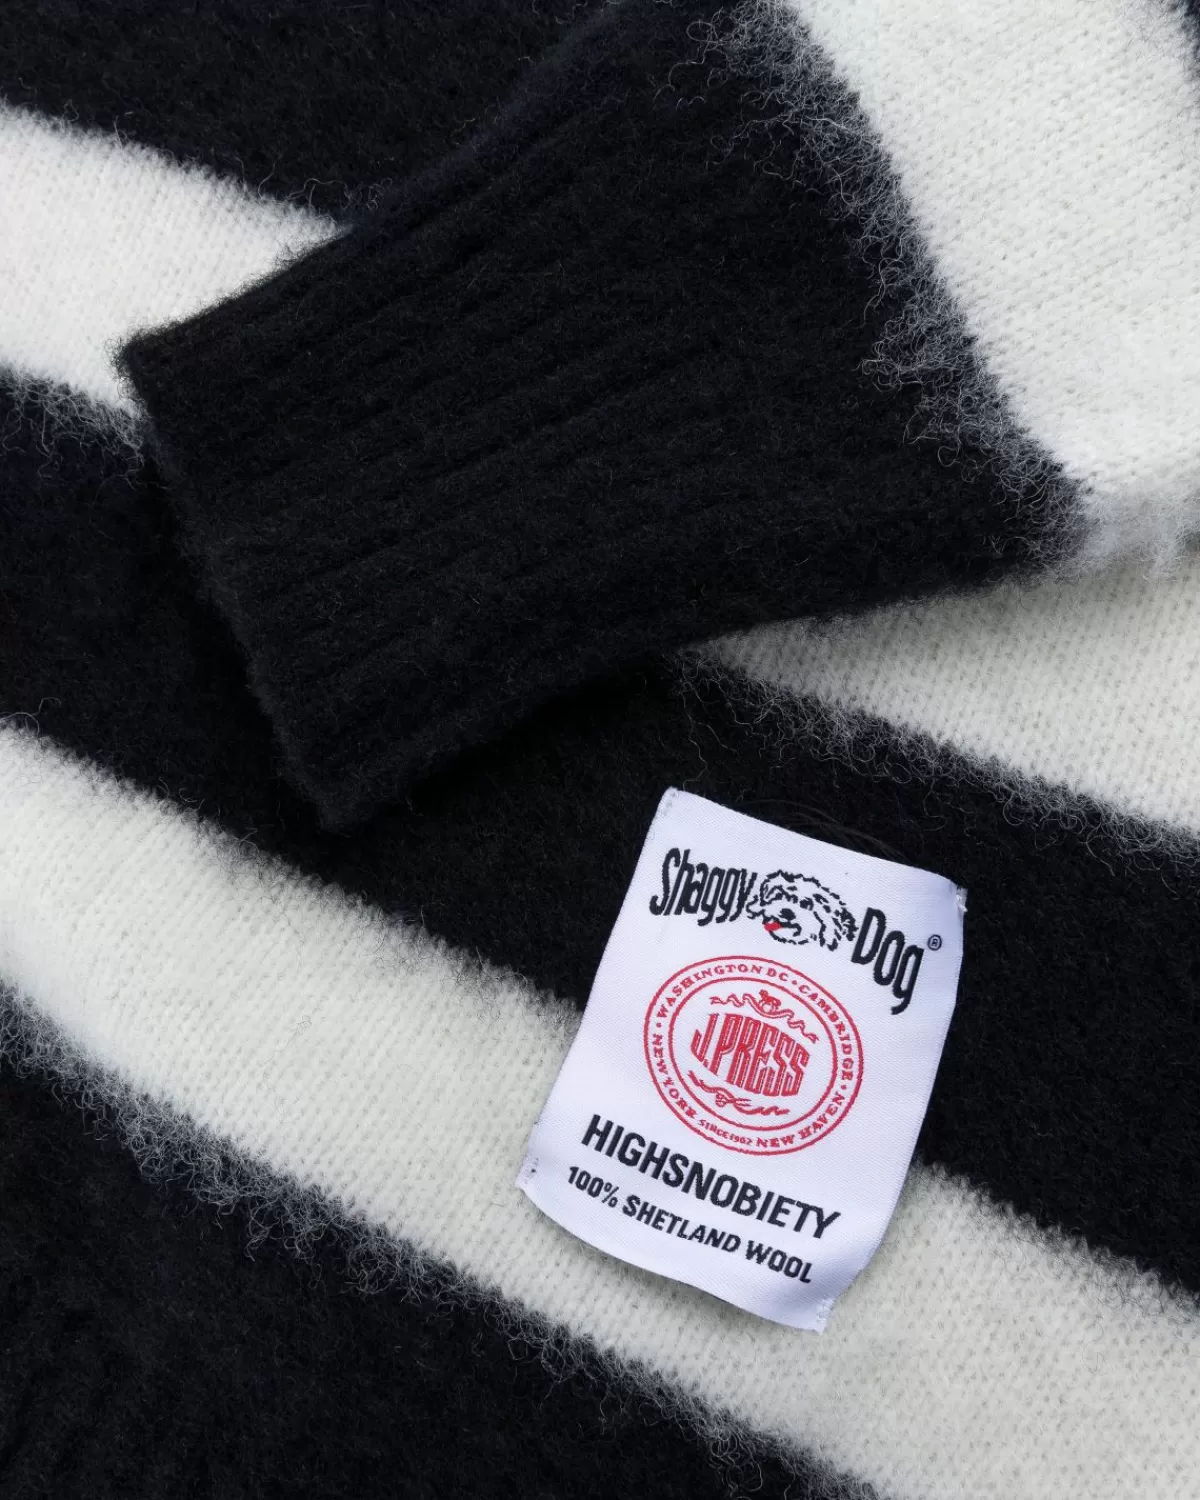 Shaggy Dog®
WASHINGTON DC • CAMBRIDGE • NEW HAVEN
NEW YORK
J.PRESS
SINCE 1902
HIGHSNOBIETY
100% SHETLAND WOOL